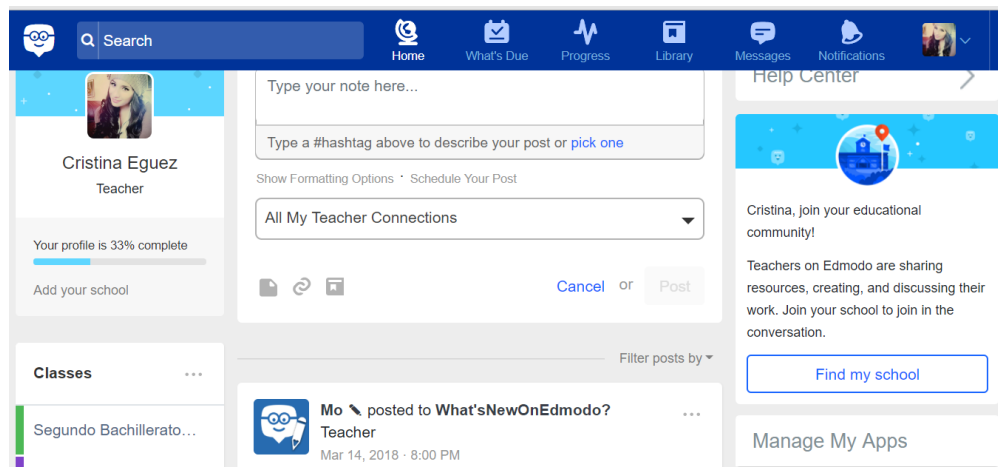 Search
Home
What's Due
Progress
Library
Messages
Notifications
Cristina Eguez
Teacher
Your profile is 33% complete
Add your school
Classes
Segundo Bachillerato…
Type your note here...
Type a #hashtag above to describe your post or pick one
Show Formatting Options · Schedule Your Post
All My Teacher Connections
Cancel or Post
Filter posts by
Mo ✎ posted to What'sNewOnEdmodo?
Teacher
Mar 14, 2018 · 8:00 PM
Help Center
Cristina, join your educational
community!
Teachers on Edmodo are sharing
resources, creating, and discussing their
work. Join your school to join in the
conversation.
Find my school
Manage My Apps